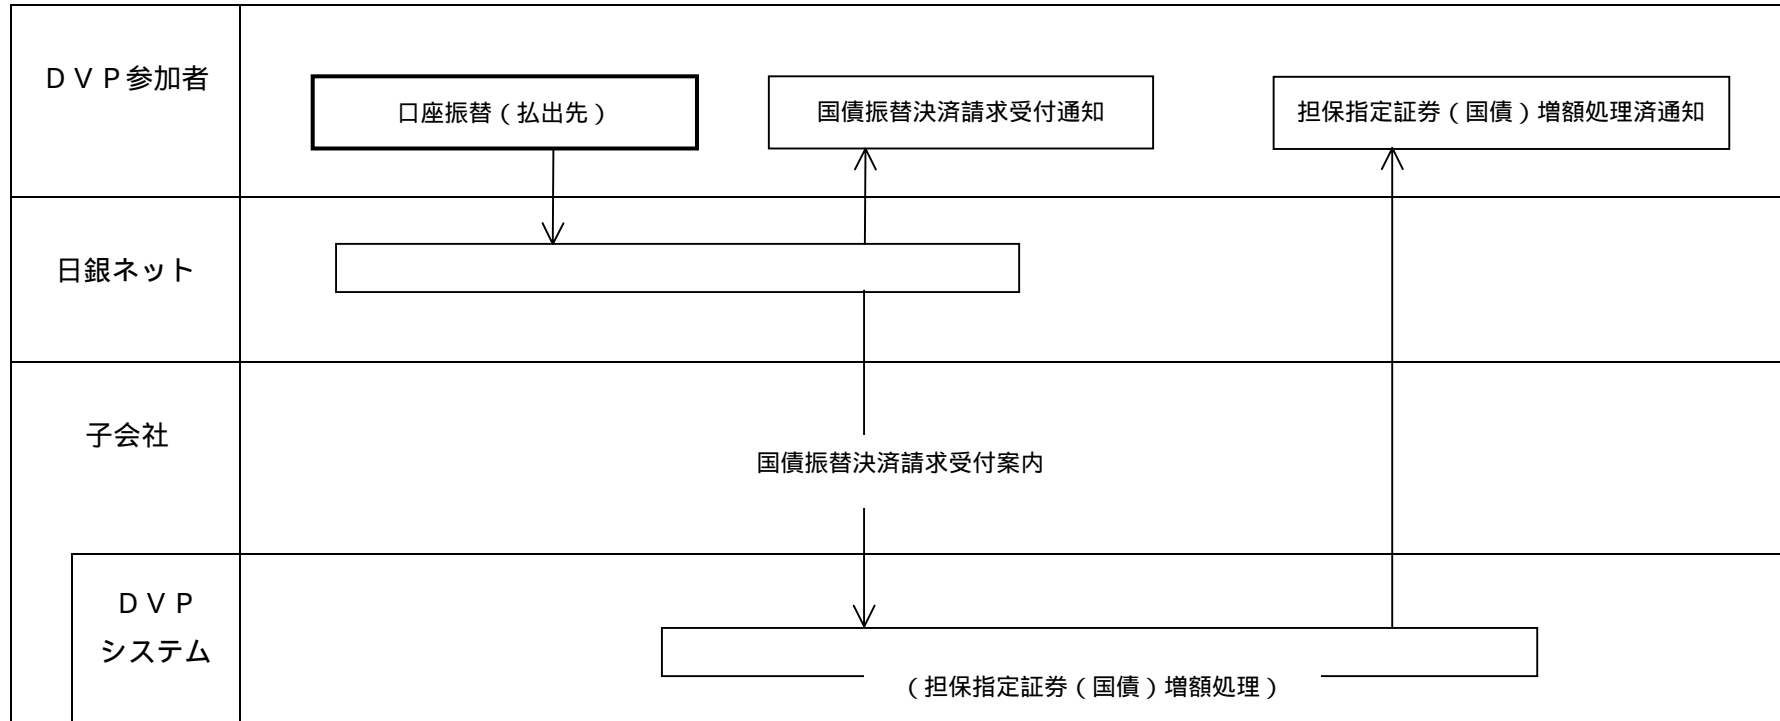 ＤＶＰ参加者
口座振替（払出先）
国債振替決済請求受付通知
担保指定証券（国債）増額処理済通知
日銀ネット
子会社
国債振替決済請求受付案内
ＤＶＰ
システム
（担保指定証券（国債）増額処理）